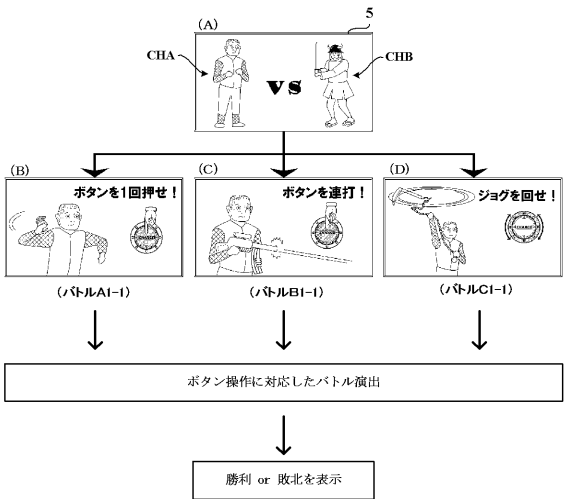 (A)
5
CHA
CHB
VS
(B)
(C)
(D)
ボタンを1回押せ！
ボタンを連打！
ジョグを回せ！
CHANCE
(バトルA1-1)
(バトルB1-1)
(バトルC1-1)
ボタン操作に対応したバトル演出
勝利 or 敗北を表示